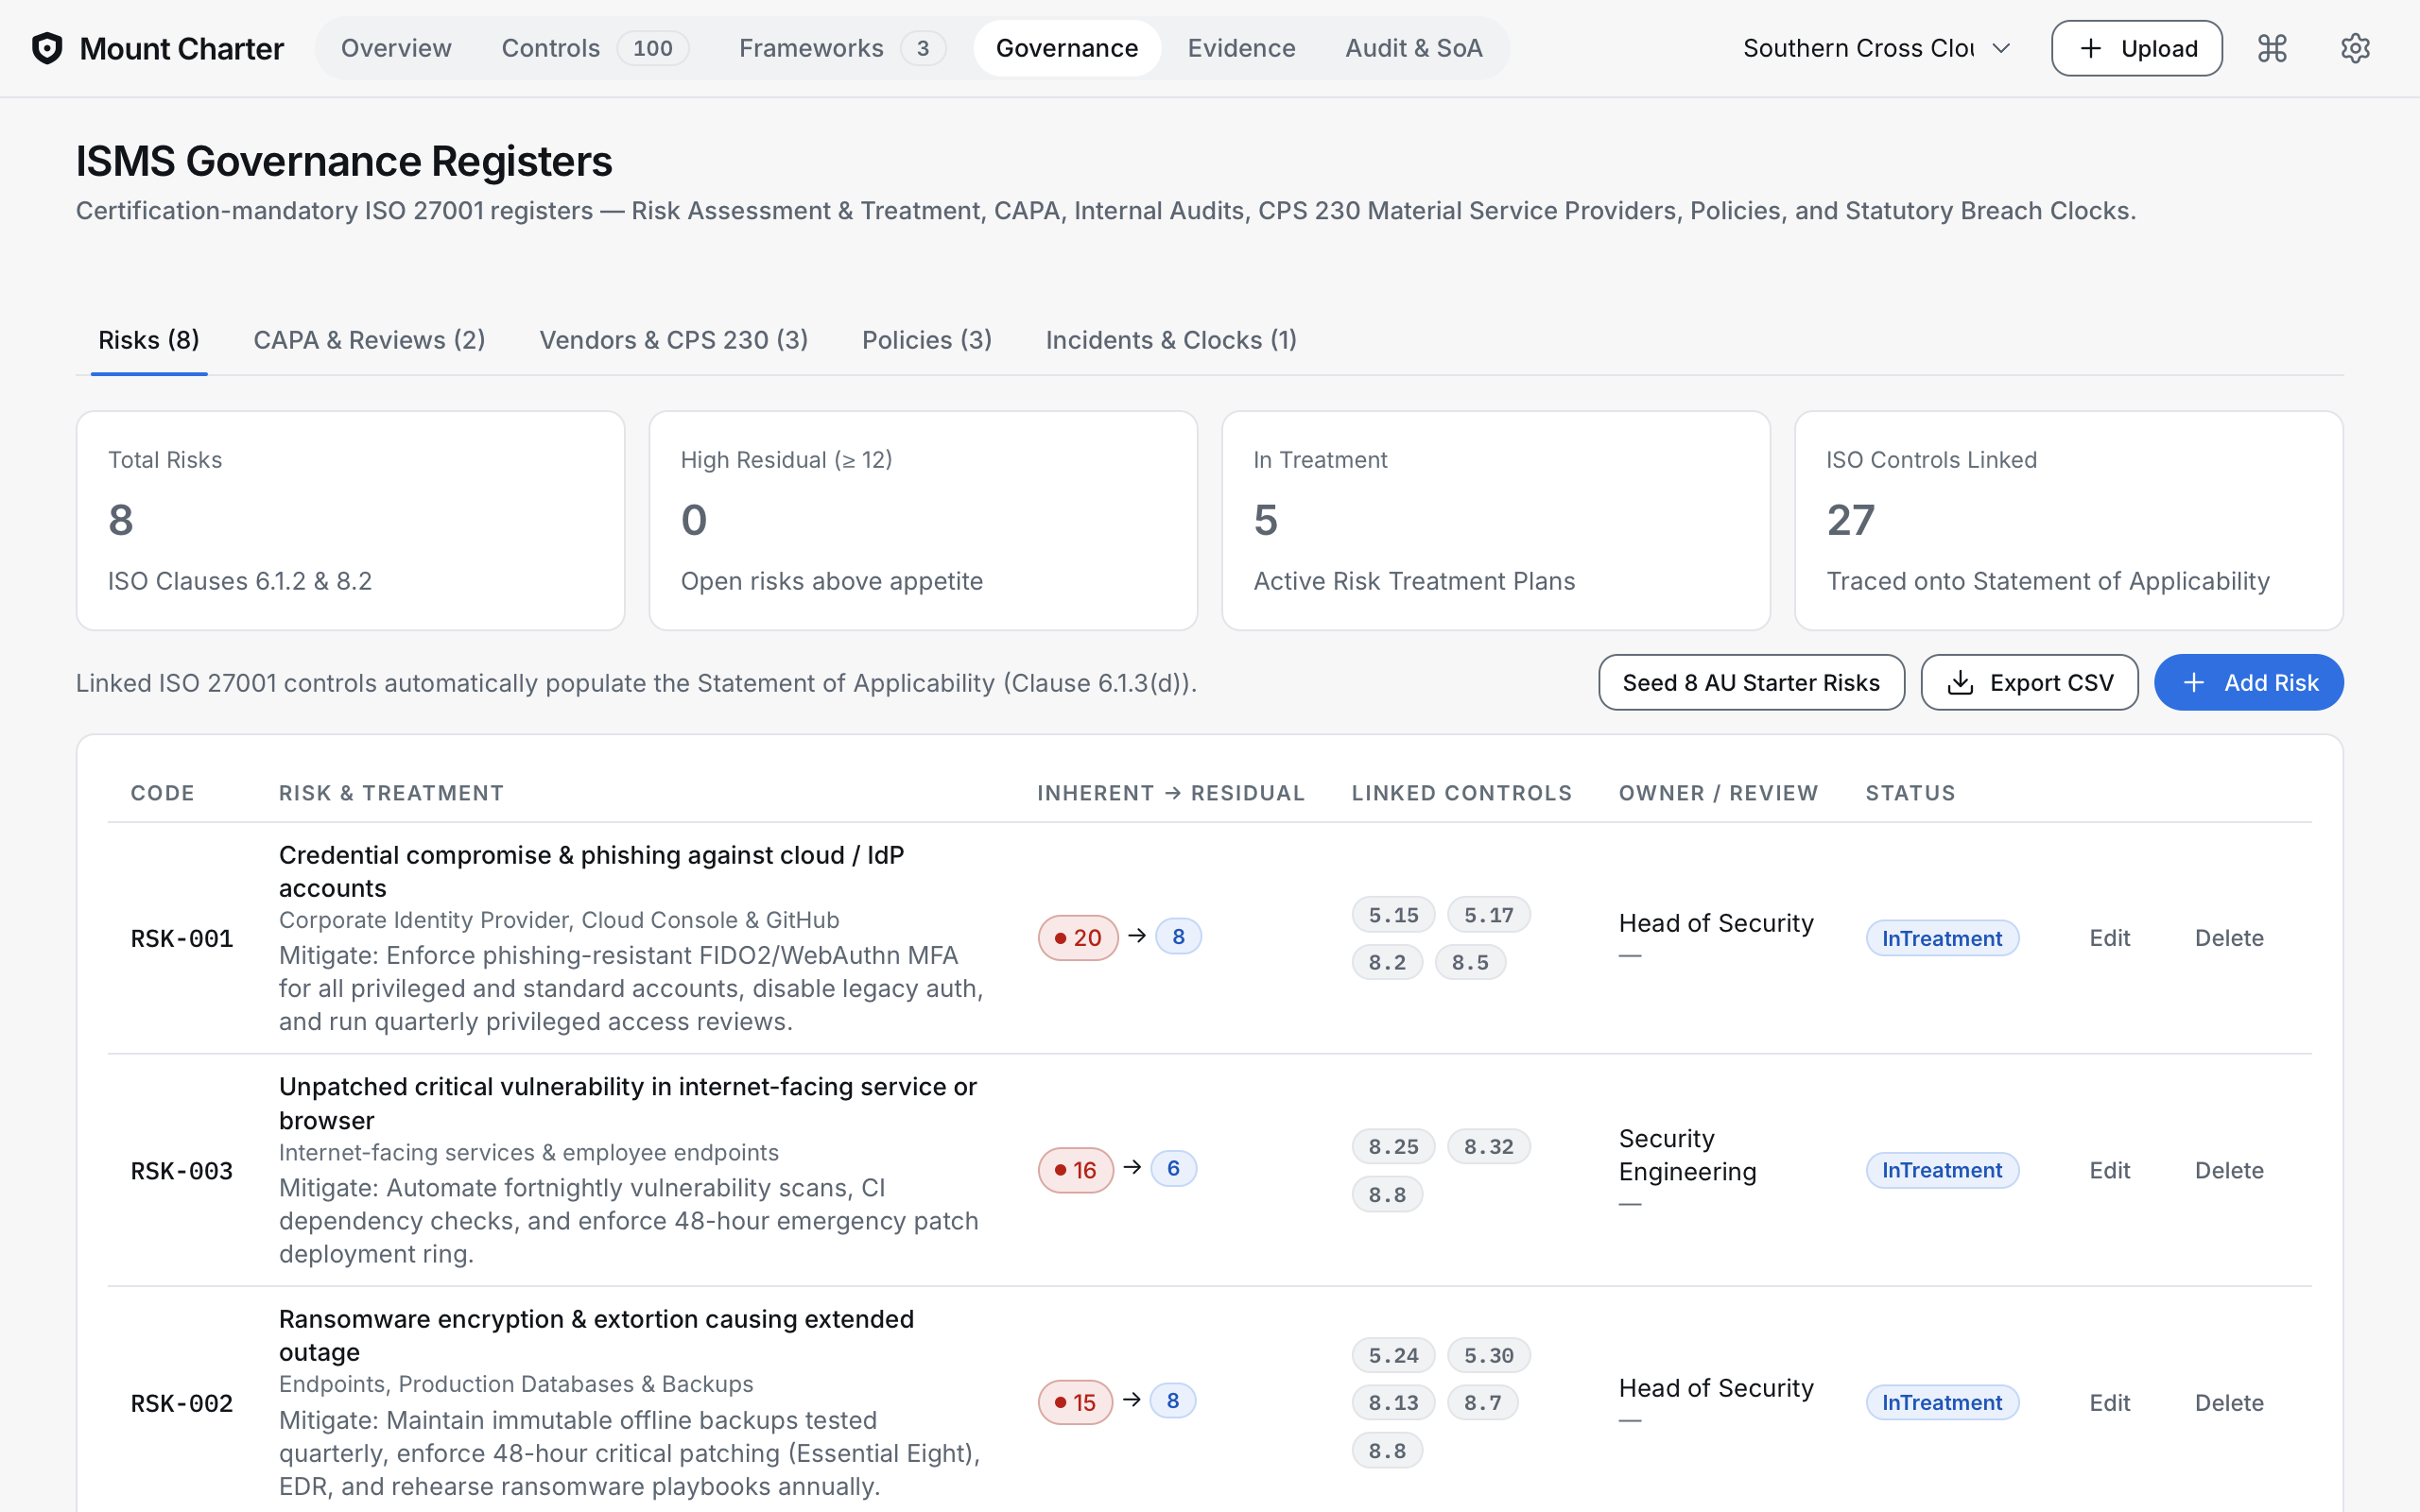 Mount Charter
Overview
Controls 100
Frameworks 3
Governance
Evidence
Audit & SoA
Southern Cross Clou
+ Upload
ISMS Governance Registers
Certification-mandatory ISO 27001 registers — Risk Assessment & Treatment, CAPA, Internal Audits, CPS 230 Material Service Providers, Policies, and Statutory Breach Clocks.
Risks (8)
CAPA & Reviews (2)
Vendors & CPS 230 (3)
Policies (3)
Incidents & Clocks (1)
Total Risks
8
ISO Clauses 6.1.2 & 8.2
High Residual (≥ 12)
0
Open risks above appetite
In Treatment
5
Active Risk Treatment Plans
ISO Controls Linked
27
Traced onto Statement of Applicability
Linked ISO 27001 controls automatically populate the Statement of Applicability (Clause 6.1.3(d)).
Seed 8 AU Starter Risks
Export CSV
+ Add Risk
CODE
RISK & TREATMENT
INHERENT → RESIDUAL
LINKED CONTROLS
OWNER / REVIEW
STATUS
RSK-001
Credential compromise & phishing against cloud / IdP
accounts
Corporate Identity Provider, Cloud Console & GitHub
Mitigate: Enforce phishing-resistant FIDO2/WebAuthn MFA
for all privileged and standard accounts, disable legacy auth,
and run quarterly privileged access reviews.
20 → 8
5.15 5.17
8.2 8.5
Head of Security
—
InTreatment
Edit
Delete
RSK-003
Unpatched critical vulnerability in internet-facing service or
browser
Internet-facing services & employee endpoints
Mitigate: Automate fortnightly vulnerability scans, CI
dependency checks, and enforce 48-hour emergency patch
deployment ring.
16 → 6
8.25 8.32
8.8
Security
Engineering
—
InTreatment
Edit
Delete
RSK-002
Ransomware encryption & extortion causing extended
outage
Endpoints, Production Databases & Backups
Mitigate: Maintain immutable offline backups tested
quarterly, enforce 48-hour critical patching (Essential Eight),
EDR, and rehearse ransomware playbooks annually.
15 → 8
5.24 5.30
8.13 8.7
8.8
Head of Security
—
InTreatment
Edit
Delete